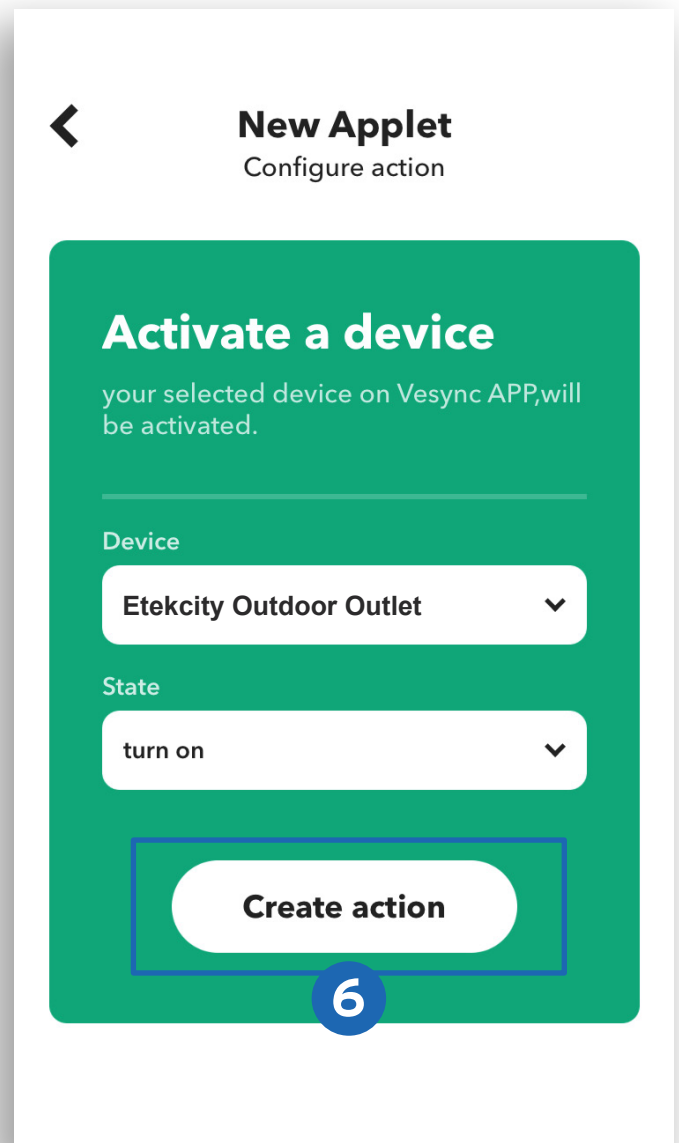 New Applet
Configure action
Activate a device
your selected device on Vesync APP,will
be activated.
Device
Etekcity Outdoor Outlet
State
turn on
Create action
6